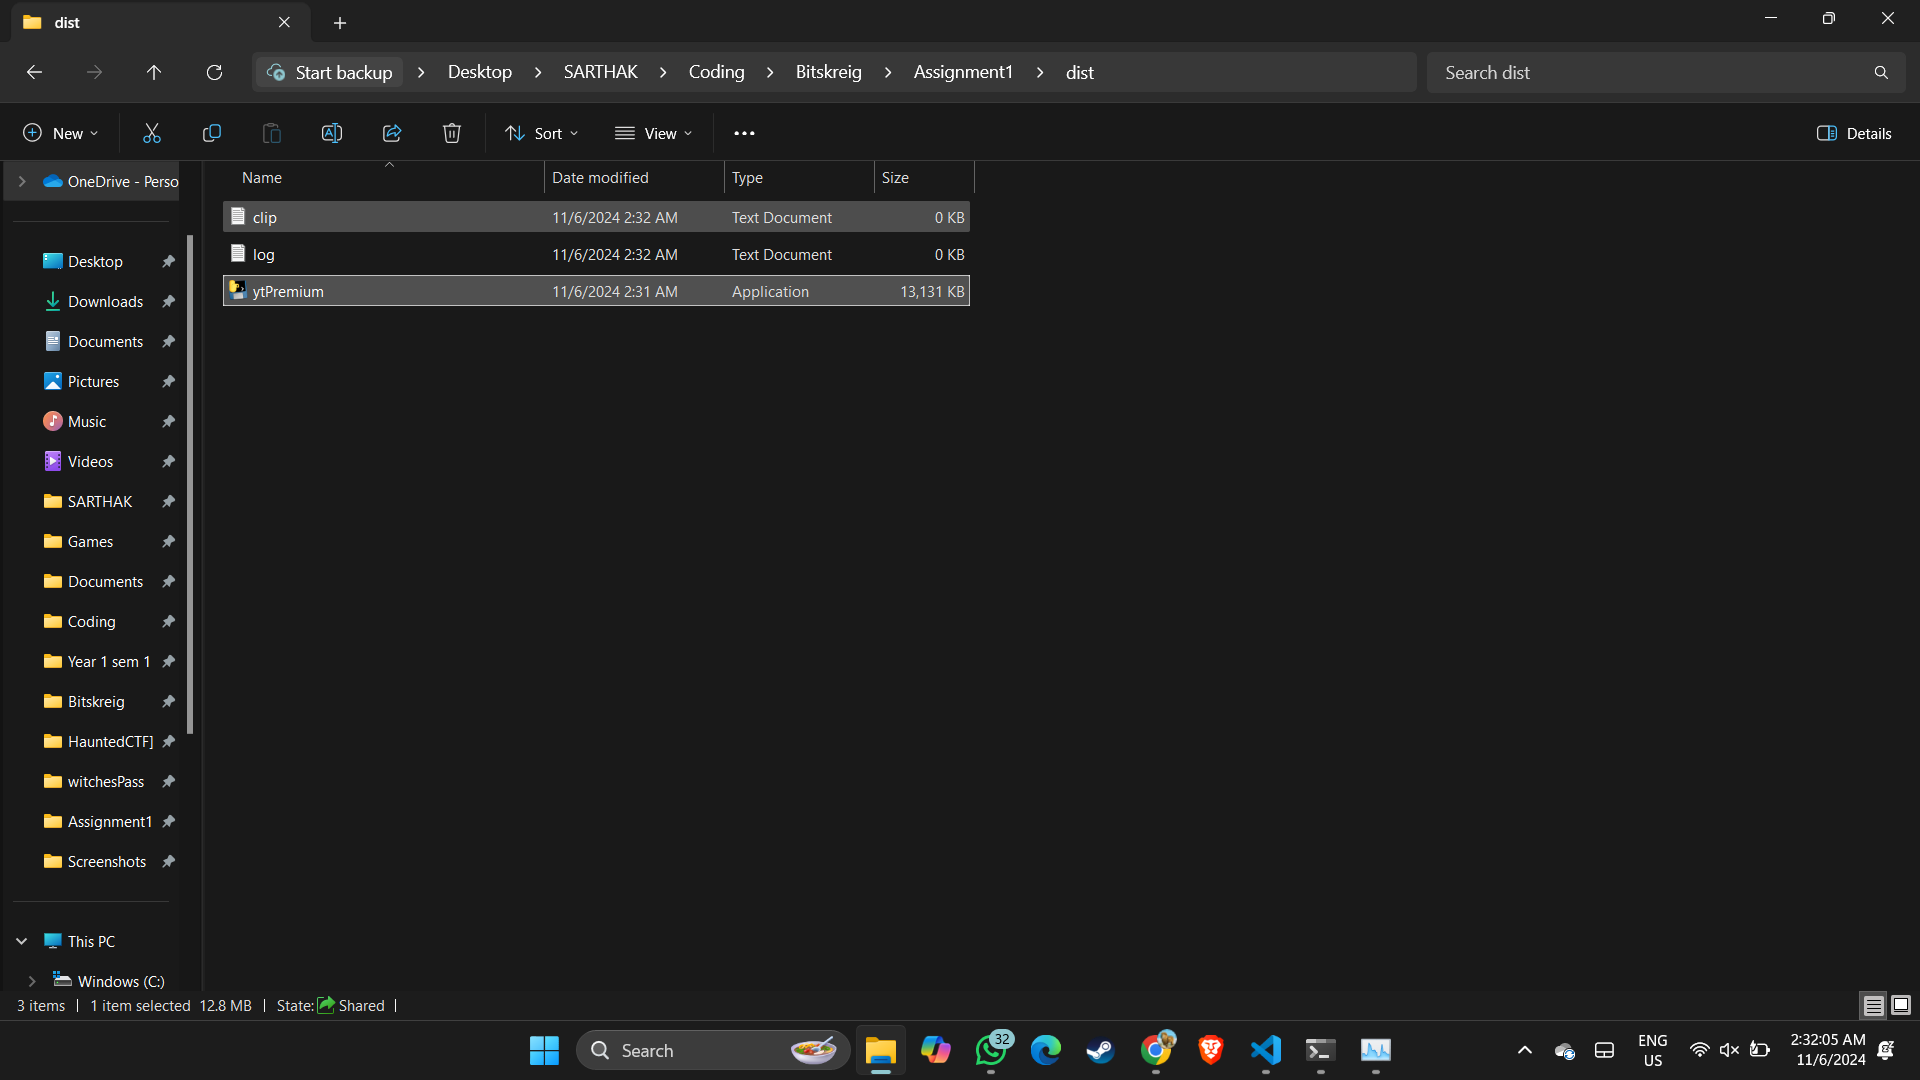 dist
Start backup > Desktop > SARTHAK > Coding > Bitskreig > Assignment1 > dist
Search dist
New
Sort
View
Details
OneDrive - Perso
Name Date modified Type Size
clip 11/6/2024 2:32 AM Text Document 0 KB
log 11/6/2024 2:32 AM Text Document 0 KB
ytPremium 11/6/2024 2:31 AM Application 13,131 KB
Desktop
Downloads
Documents
Pictures
Music
Videos
SARTHAK
Games
Documents
Coding
Year 1 sem 1
Bitskreig
HauntedCTF]
witchesPass
Assignment1
Screenshots
This PC
Windows (C:)
3 items | 1 item selected 12.8 MB | State: Shared |
Search
32
ENG
US
2:32:05 AM
11/6/2024